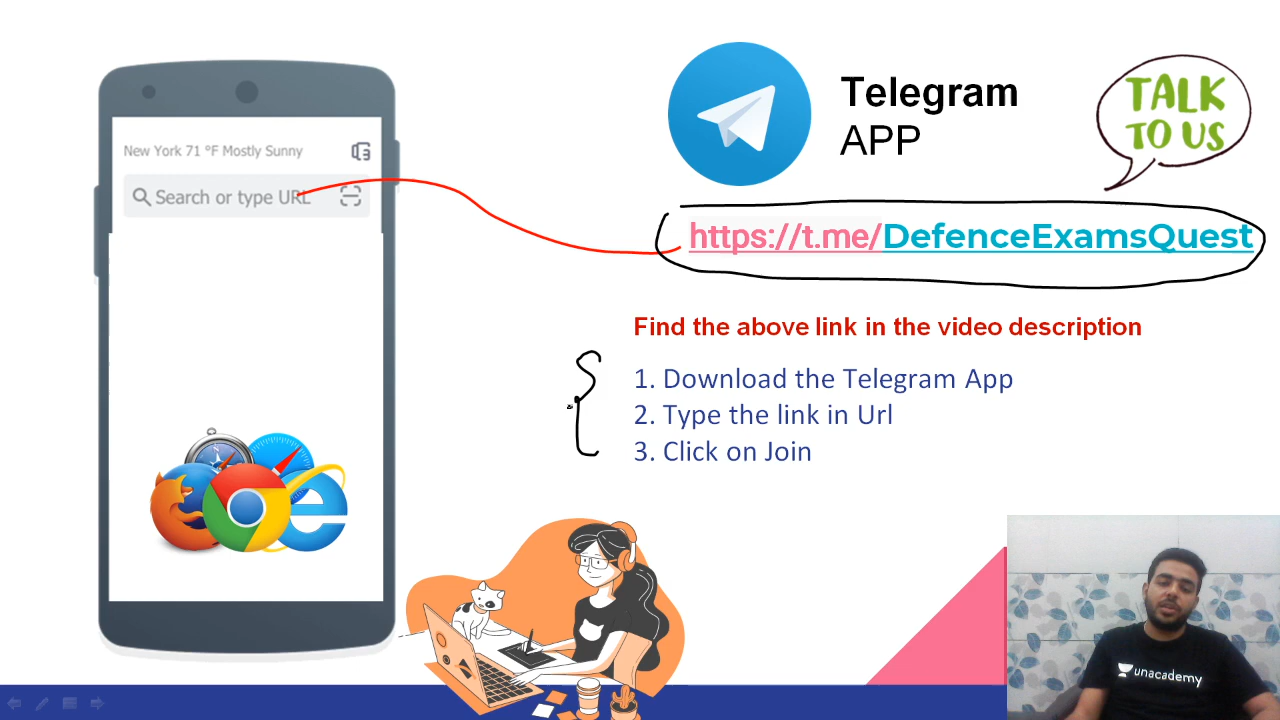 New York 71 °F Mostly Sunny
Search or type URL
Telegram
APP
TALK
TO US
https://t.me/DefenceExamsQuest
Find the above link in the video description
1. Download the Telegram App
2. Type the link in Url
3. Click on Join
unacademy